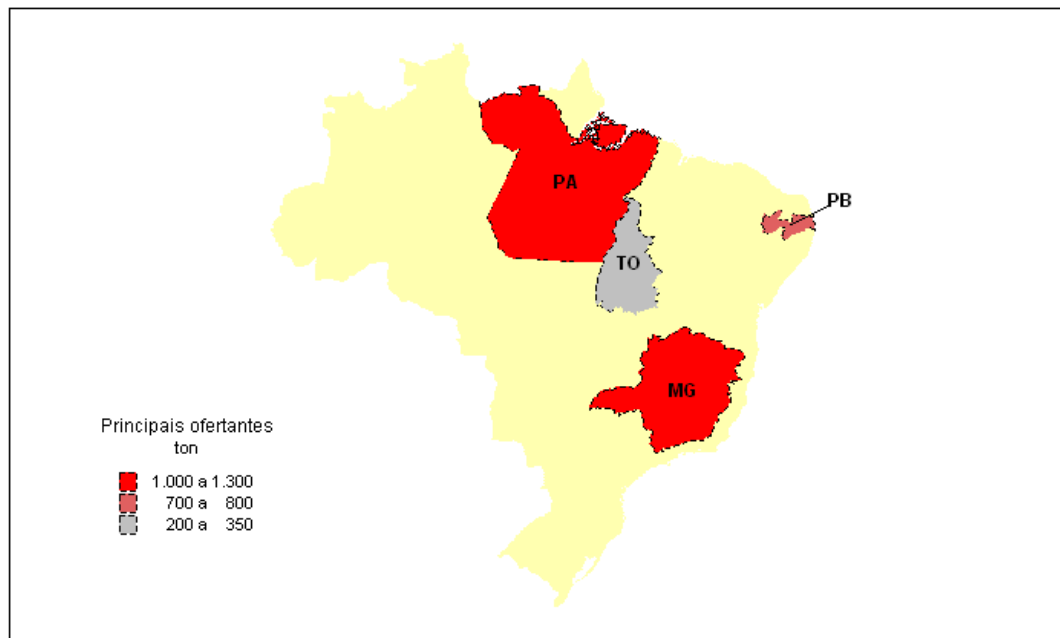 PA
PB
TO
MG
Principais ofertantes
ton
1.000 a 1.300
700 a 800
200 a 350